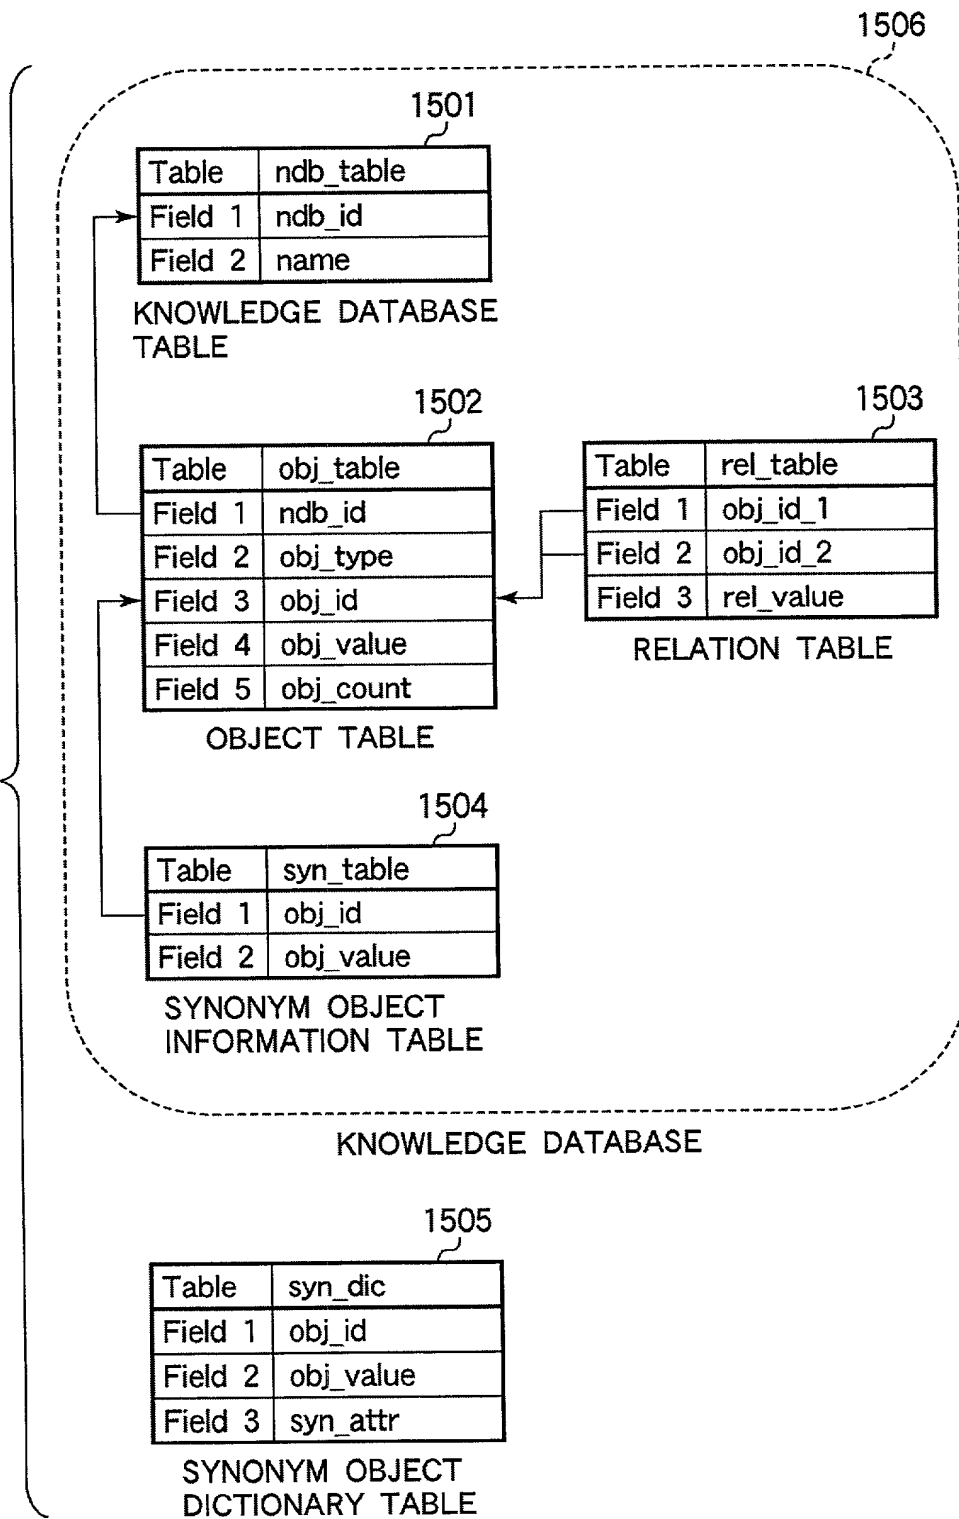 1506
1501
Table ndb_table
Field 1 ndb_id
Field 2 name
KNOWLEDGE DATABASE
TABLE
1502
Table obj_table
Field 1 ndb_id
Field 2 obj_type
Field 3 obj_id
Field 4 obj_value
Field 5 obj_count
OBJECT TABLE
1503
Table rel_table
Field 1 obj_id_1
Field 2 obj_id_2
Field 3 rel_value
RELATION TABLE
1504
Table syn_table
Field 1 obj_id
Field 2 obj_value
SYNONYM OBJECT
INFORMATION TABLE
KNOWLEDGE DATABASE
1505
Table syn_dic
Field 1 obj_id
Field 2 obj_value
Field 3 syn_attr
SYNONYM OBJECT
DICTIONARY TABLE